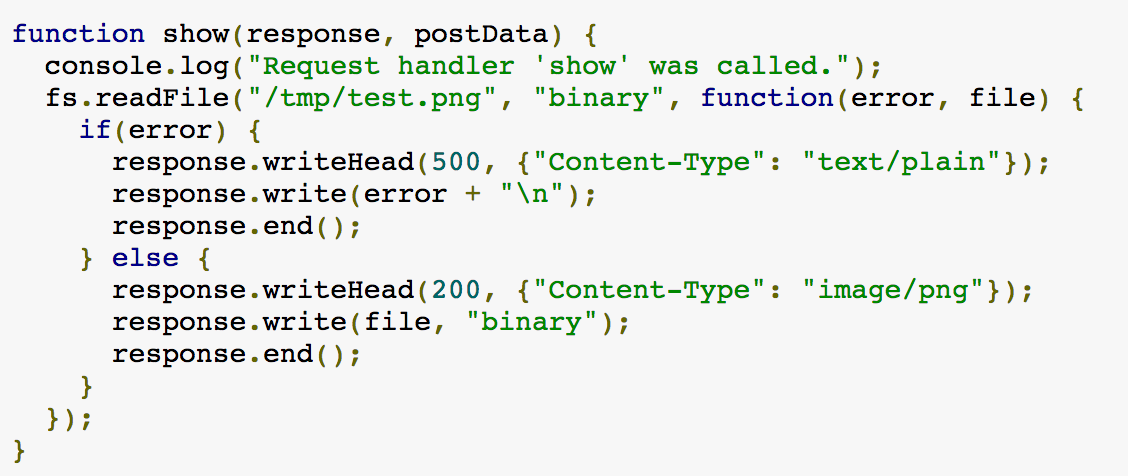 function show(response, postData) {
  console.log("Request handler 'show' was called.");
  fs.readFile("/tmp/test.png", "binary", function(error, file) {
    if(error) {
      response.writeHead(500, {"Content-Type": "text/plain"});
      response.write(error + "\n");
      response.end();
    } else {
      response.writeHead(200, {"Content-Type": "image/png"});
      response.write(file, "binary");
      response.end();
    }
  });
}